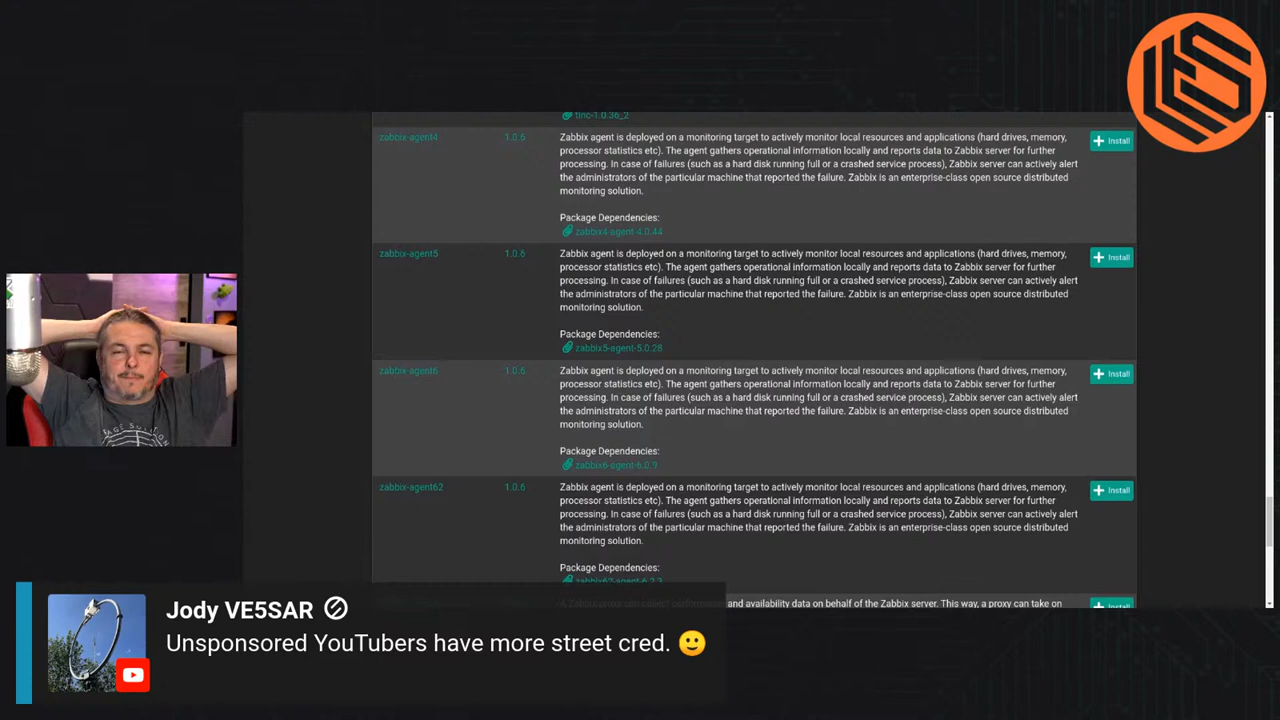 tinc-1.0.36_2
zabbix-agent4 1.0.6 Zabbix agent is deployed on a monitoring target to actively monitor local resources and applications (hard drives, memory, + Install
processor statistics etc). The agent gathers operational information locally and reports data to Zabbix server for further
processing. In case of failures (such as a hard disk running full or a crashed service process), Zabbix server can actively alert
the administrators of the particular machine that reported the failure. Zabbix is an enterprise-class open source distributed
monitoring solution.
Package Dependencies:
zabbix4-agent-4.0.44
zabbix-agent5 1.0.6 Zabbix agent is deployed on a monitoring target to actively monitor local resources and applications (hard drives, memory, + Install
processor statistics etc). The agent gathers operational information locally and reports data to Zabbix server for further
processing. In case of failures (such as a hard disk running full or a crashed service process), Zabbix server can actively alert
the administrators of the particular machine that reported the failure. Zabbix is an enterprise-class open source distributed
monitoring solution.
Package Dependencies:
zabbix5-agent-5.0.28
zabbix-agent6 1.0.6 Zabbix agent is deployed on a monitoring target to actively monitor local resources and applications (hard drives, memory, + Install
processor statistics etc). The agent gathers operational information locally and reports data to Zabbix server for further
processing. In case of failures (such as a hard disk running full or a crashed service process), Zabbix server can actively alert
the administrators of the particular machine that reported the failure. Zabbix is an enterprise-class open source distributed
monitoring solution.
Package Dependencies:
zabbix6-agent-6.0.9
zabbix-agent62 1.0.6 Zabbix agent is deployed on a monitoring target to actively monitor local resources and applications (hard drives, memory, + Install
processor statistics etc). The agent gathers operational information locally and reports data to Zabbix server for further
processing. In case of failures (such as a hard disk running full or a crashed service process), Zabbix server can actively alert
the administrators of the particular machine that reported the failure. Zabbix is an enterprise-class open source distributed
monitoring solution.
Package Dependencies:
zabbix62-agent-6.2.3
and availability data on behalf of the Zabbix server. This way, a proxy can take on + Install
Jody VE5SAR
Unsponsored YouTubers have more street cred. 🙂